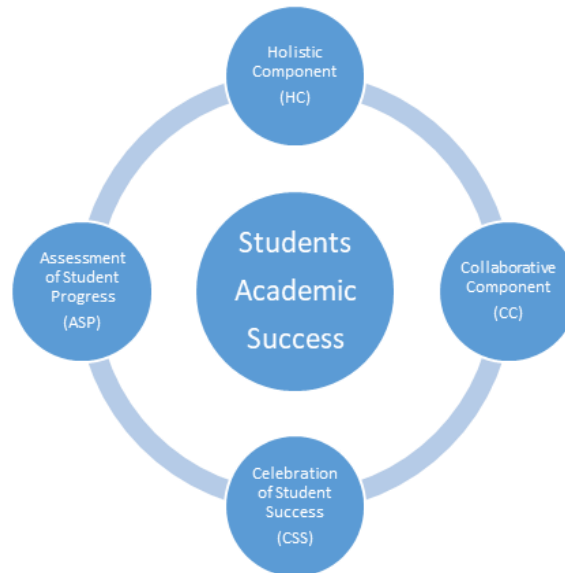 Holistic
Component
(HC)
Students
Academic
Success
Assessment
of Student
Progress
(ASP)
Collaborative
Component
(CC)
Celebration
of Student
Success
(CSS)